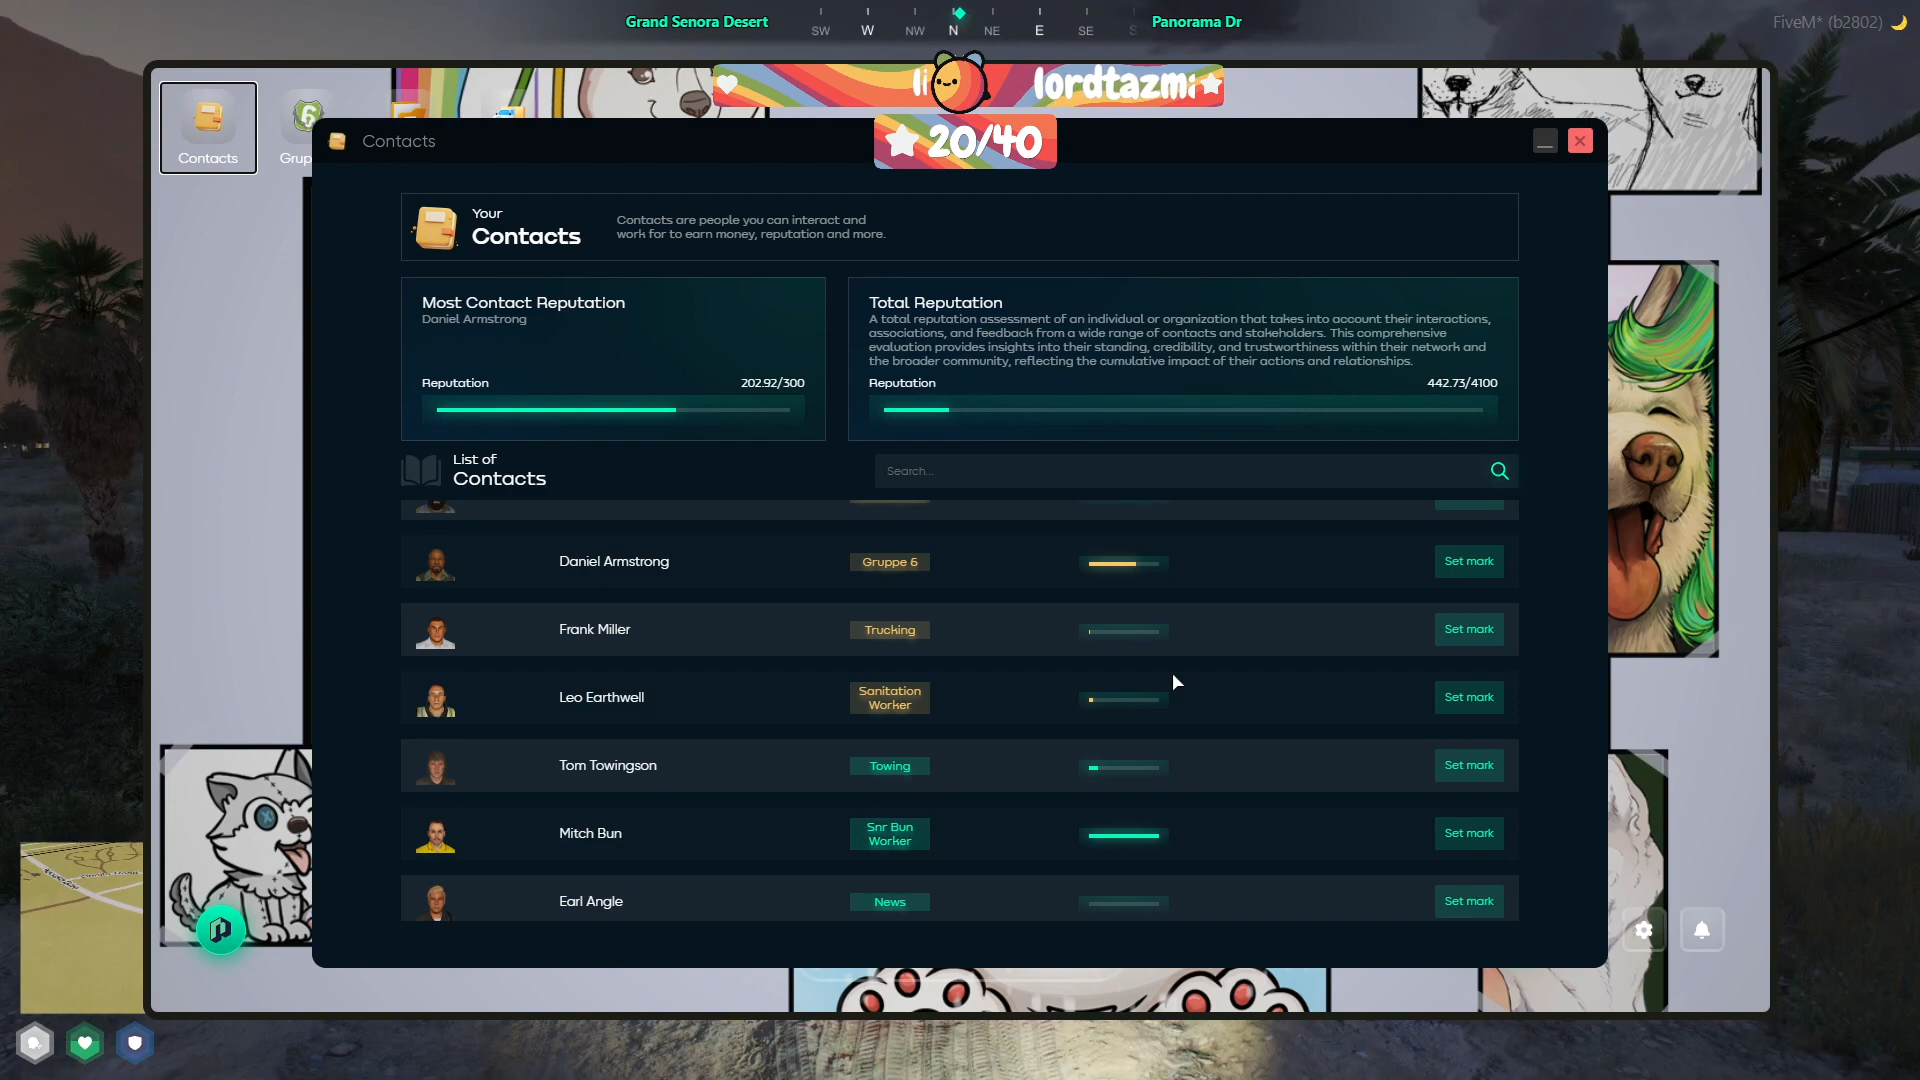 Grand Senora Desert
SW W NW N NE E SE S
Panorama Dr
FiveM* (b2802)
li
lordtazm
20/40
Contacts
Contacts
Your
Contacts
Contacts are people you can interact and
work for to earn money, reputation and more.
Most Contact Reputation
Daniel Armstrong
Reputation
202.92/300
Total Reputation
A total reputation assessment of an individual or organization that takes into account their interactions,
associations, and feedback from a wide range of contacts and stakeholders. This comprehensive
evaluation provides insights into their standing, credibility, and trustworthiness within their network and
the broader community, reflecting the cumulative impact of their actions and relationships.
Reputation
442.73/4100
List of
Contacts
Search...
Daniel Armstrong
Gruppe 6
Set mark
Frank Miller
Trucking
Set mark
Leo Earthwell
Sanitation
Worker
Set mark
Tom Towingson
Towing
Set mark
Mitch Bun
Snr Bun
Worker
Set mark
Earl Angle
News
Set mark